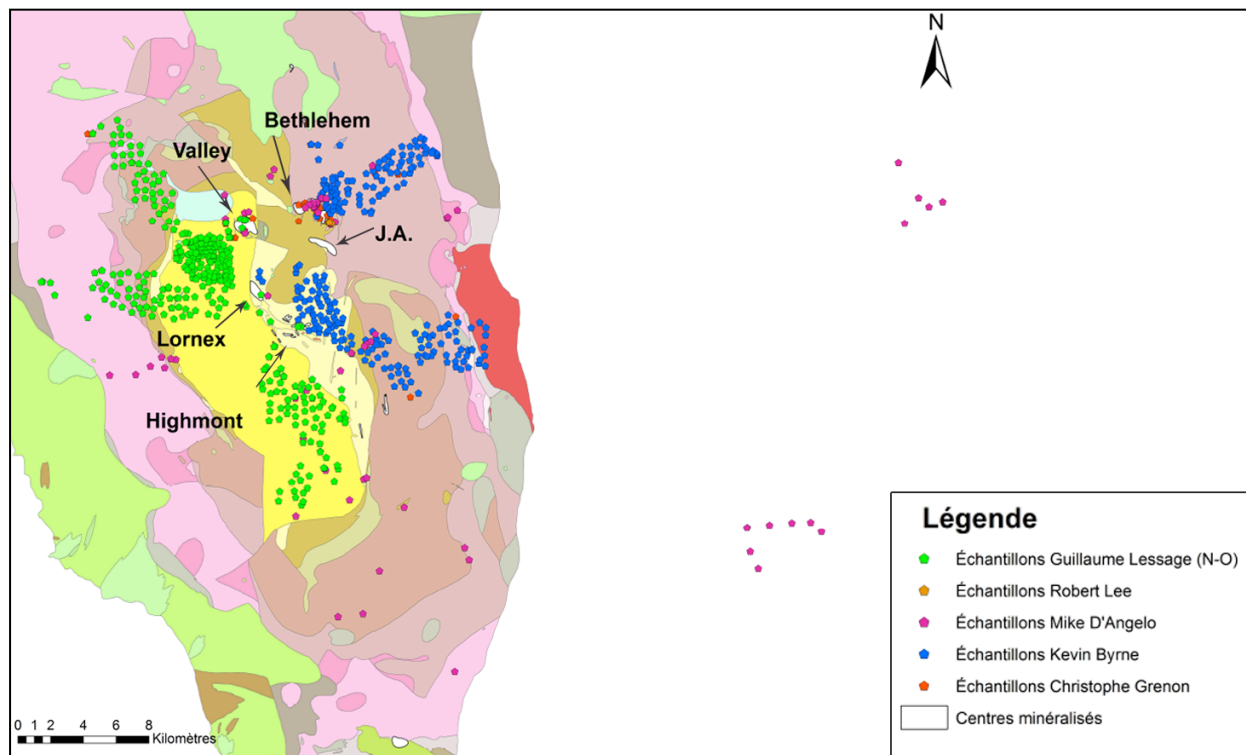 N
Bethlehem
Valley
J.A.
Lornex
Highmont
Légende
Échantillons Guillaume Lessage (N-O)
Échantillons Robert Lee
Échantillons Mike D'Angelo
Échantillons Kevin Byrne
Échantillons Christophe Grenon
Centres minéralisés
0 1 2 4 6 8
Kilomètres